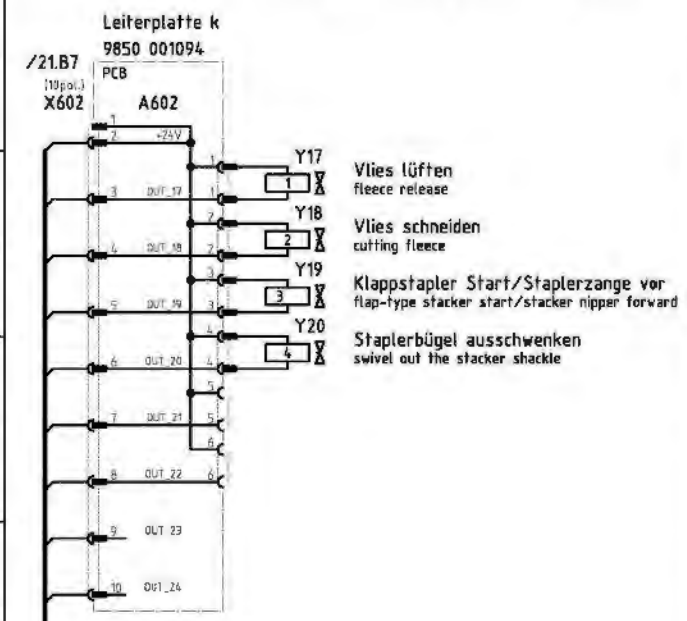 Leiterplatte k
9850 001094
/21.B7
(10pol.)
X602
PCB
A602
1
2 +24V
1
Y17
1
Vlies lüften
fleece release
3 OUT_17 1
Y18
2
2
Vlies schneiden
cutting fleece
4 OUT_18 2
Y19
3
3
Klappstapler Start/Staplerzange vor
flap-type stacker start/stacker nipper forward
5 OUT_19 3
Y20
4
4
Staplerbügel ausschwenken
swivel out the stacker shackle
6 OUT_20 4
5
7 OUT_21 5
6
8 OUT_22 6
9 OUT 23
10 OUT_24